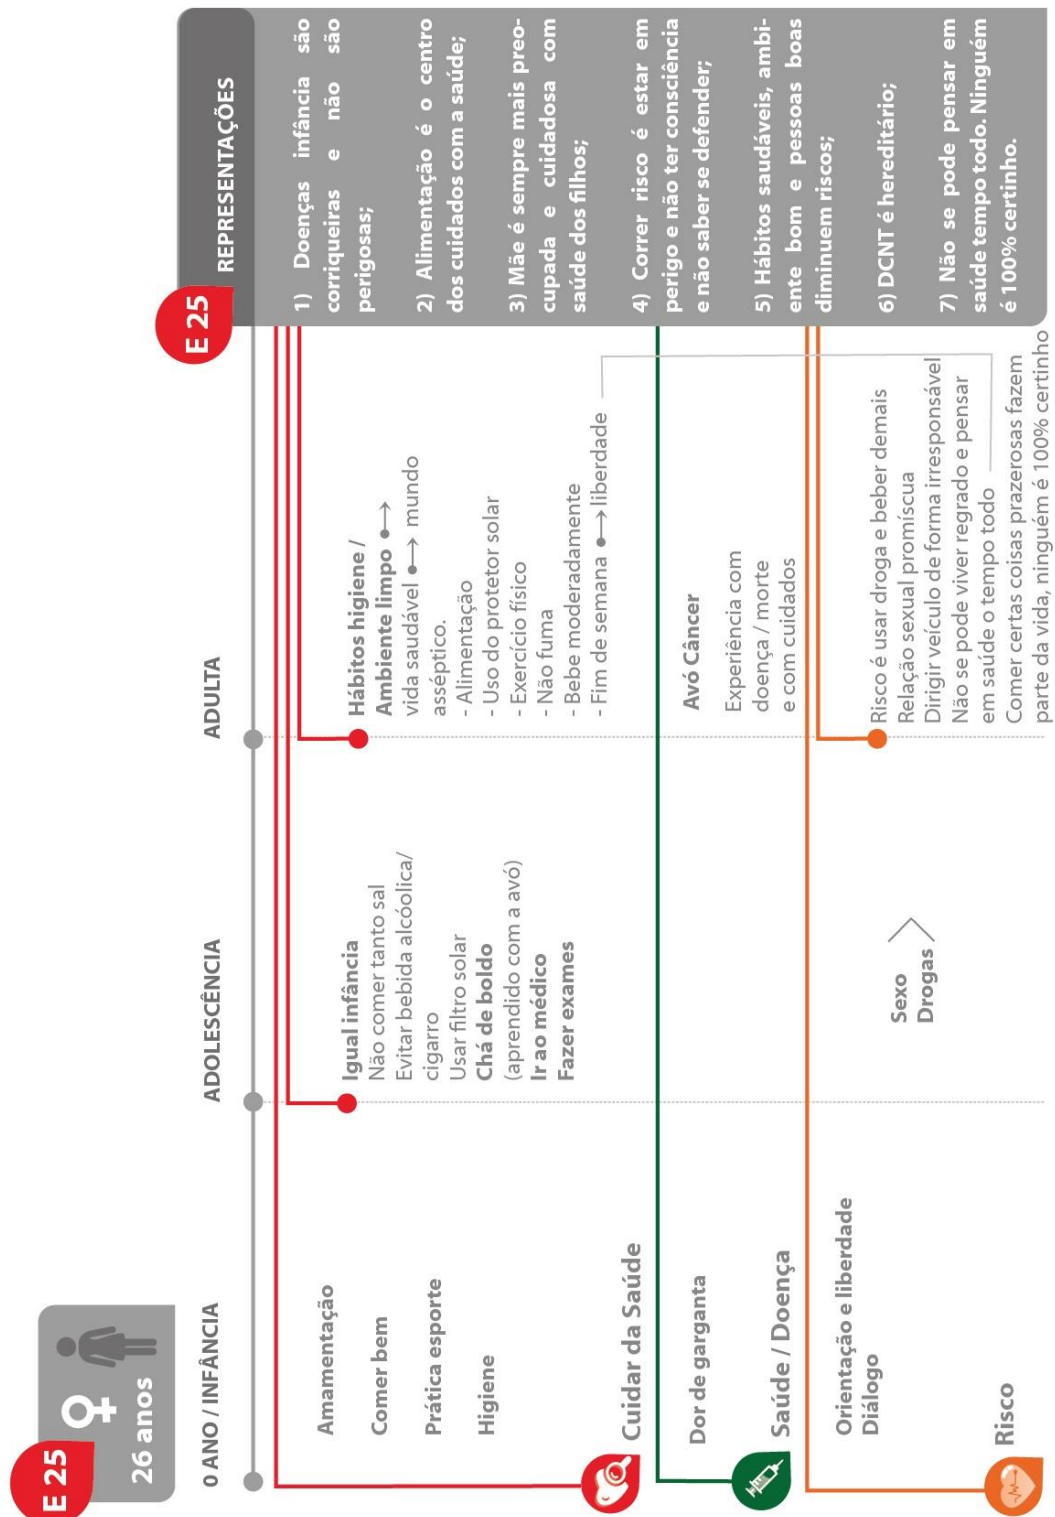 E 25
26 anos
0 ANO / INFÂNCIA
ADOLESCÊNCIA
ADULTA
Amamentação
Comer bem
Prática esporte
Higiene
Cuidar da Saúde
Igual infância
Não comer tanto sal
Evitar bebida alcóolica/
cigarro
Usar filtro solar
Chá de boldo
(aprendido com a avó)
Ir ao médico
Fazer exames
Hábitos higiene /
Ambiente limpo
vida saudável mundo
asséptico.
- Alimentação
- Uso do protetor solar
- Exercício físico
- Não fuma
- Bebe moderadamente
- Fim de semana liberdade
Dor de garganta
Saúde / Doença
Avó Câncer
Experiência com
doença / morte
e com cuidados
Orientação e liberdade
Diálogo
Risco
Sexo
Drogas
Risco é usar droga e beber demais
Relação sexual promíscua
Dirigir veículo de forma irresponsável
Não se pode viver regrado e pensar
em saúde o tempo todo
Comer certas coisas prazerosas fazem
parte da vida, ninguém é 100% certinho
E 25
REPRESENTAÇÕES
1) Doenças infância são
corriqueiras e não são
perigosas;
2) Alimentação é o centro
dos cuidados com a saúde;
3) Mãe é sempre mais preo-
cupada e cuidadosa com
saúde dos filhos;
4) Correr risco é estar em
perigo e não ter consciência
e não saber se defender;
5) Hábitos saudáveis, ambi-
ente bom e pessoas boas
diminuem riscos;
6) DCNT é hereditário;
7) Não se pode pensar em
saúde tempo todo. Ninguém
é 100% certinho.